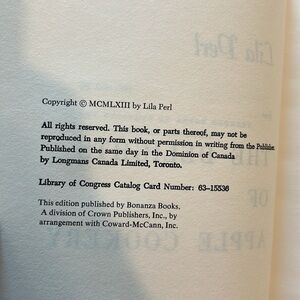 Copyright © MCMLXIII by Lila Perl
All rights reserved. This book, or parts thereof, may not be
reproduced in any form without permission in writing from the Publisher.
Published on the same day in the Dominion of Canada
by Longmans Canada Limited, Toronto.
Library of Congress Catalog Card Number: 63-15536
This edition published by Bonanza Books,
A division of Crown Publishers, Inc., by
arrangement with Coward-McCann, Inc.